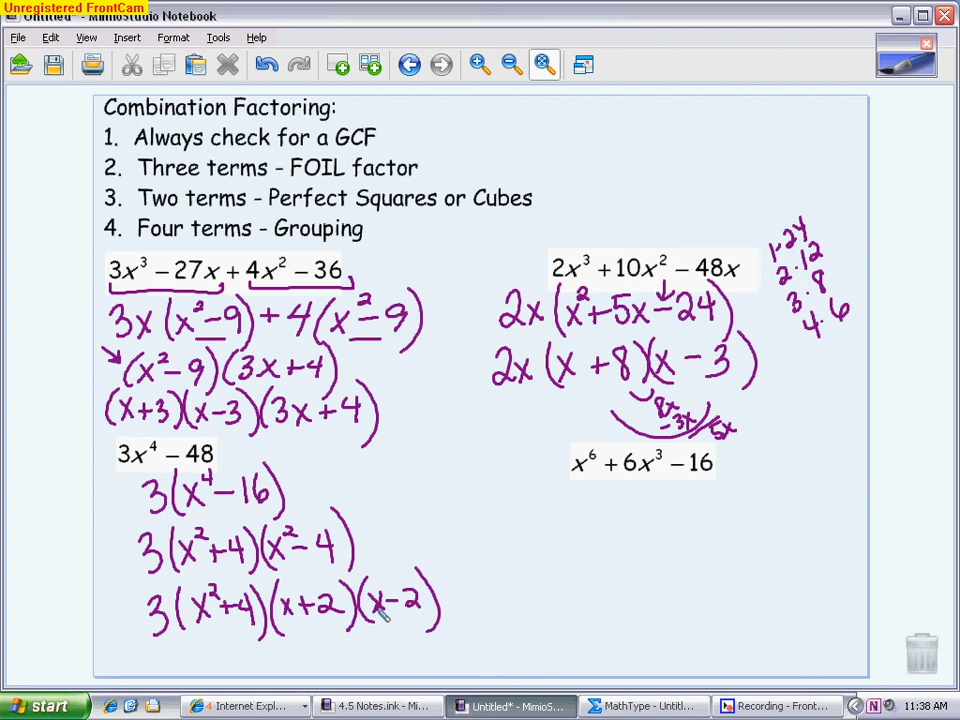 Unregistered FrontCam
Untitled* - MimioStudio Notebook
File Edit View Insert Format Tools Help
Combination Factoring:
1. Always check for a GCF
2. Three terms - FOIL factor
3. Two terms - Perfect Squares or Cubes
4. Four terms - Grouping
3x³ − 27x + 4x² − 36
3x(x² − 9) + 4(x² − 9)
(x² − 9)(3x + 4)
(x + 3)(x − 3)(3x + 4)
3x⁴ − 48
3(x⁴ − 16)
3(x² + 4)(x² − 4)
3(x² + 4)(x + 2)(x − 2)
2x³ + 10x² − 48x
1·24
2·12
3·8
4·6
2x(x² + 5x − 24)
2x(x + 8)(x − 3)
8x
−3x
5x
x⁶ + 6x³ − 16
start
4 Internet Expl...
4.5 Notes.ink - Mi...
Untitled* - MimioS...
MathType - Untitl...
Recording - Front...
11:38 AM